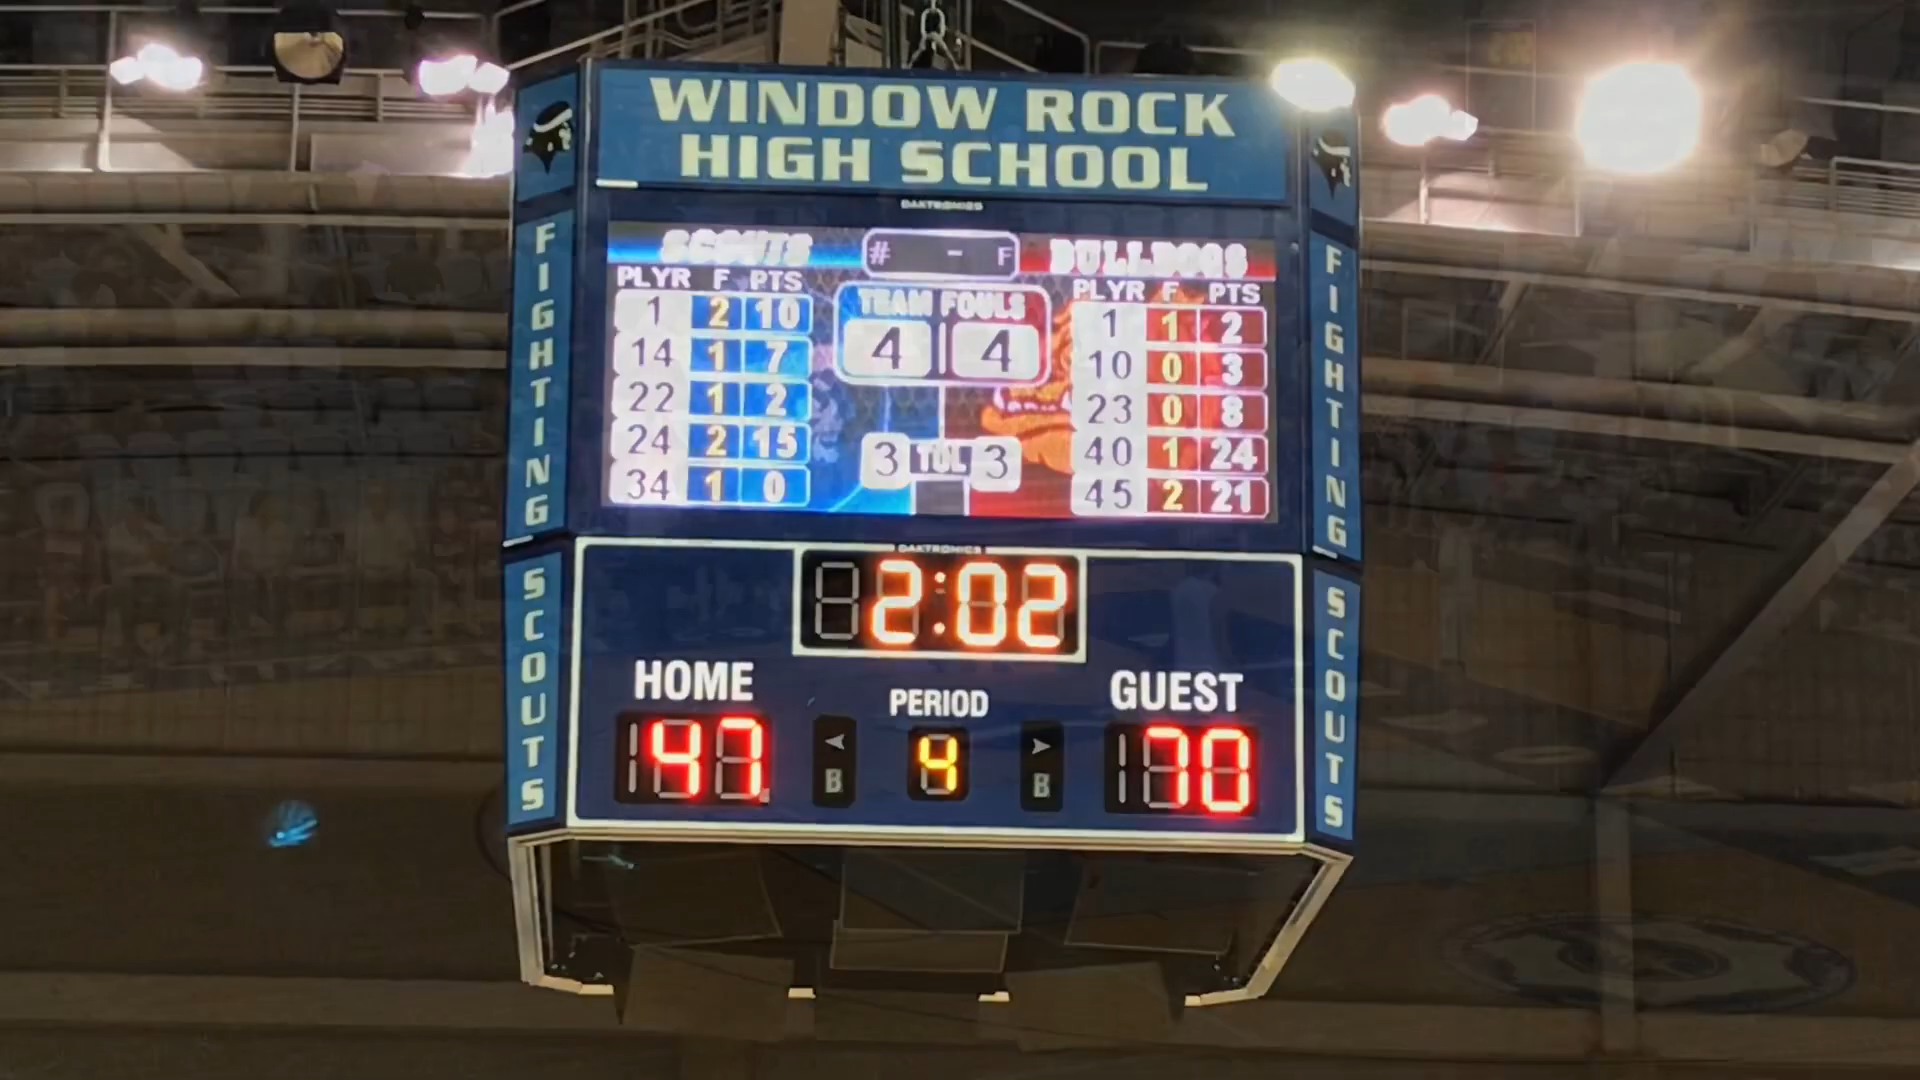 WINDOW ROCK
HIGH SCHOOL
DAKTRONICS
FIGHTING
SCOUTS
FIGHTING
SCOUTS
SCOUTS # - F BULLDOGS
PLYR F PTS
1 2 10
14 1 7
22 1 2
24 2 15
34 1 0
TEAM FOULS
4 4
3 TOL 3
PLYR F PTS
1 1 2
10 0 3
23 0 8
40 1 24
45 2 21
DAKTRONICS
2:02
HOME PERIOD GUEST
47 B 4 B 70